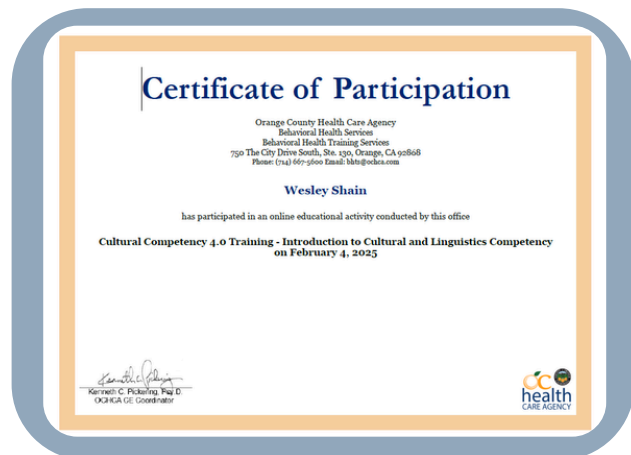 Certificate of Participation
Orange County Health Care Agency
Behavioral Health Services
Behavioral Health Training Services
750 The City Drive South, Ste. 130, Orange, CA 92868
Phone: (714) 667-5600 Email: bhts@ochca.com
Wesley Shain
has participated in an online educational activity conducted by this office
Cultural Competency 4.0 Training - Introduction to Cultural and Linguistics Competency
on February 4, 2025
Kenneth C. Pickering, Psy.D.
OCHCA CE Coordinator
OC
health
CARE AGENCY